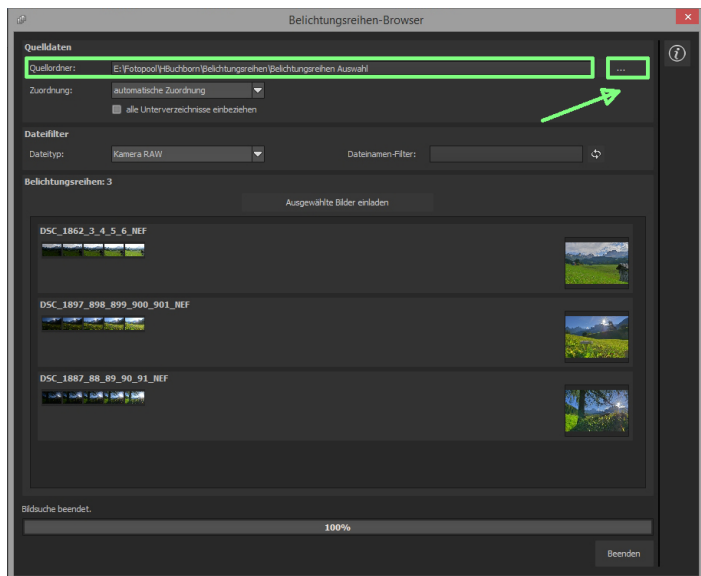 Belichtungsreihen-Browser
Quelldaten
Quellordner: E:\Fotopool\HBuchborn\Belichtungsreihen\Belichtungsreihen Auswahl ...
Zuordnung: automatische Zuordnung
alle Unterverzeichnisse einbeziehen
Dateifilter
Dateityp: Kamera RAW Dateinamen-Filter:
Belichtungsreihen: 3
Ausgewählte Bilder einladen
DSC_1862_3_4_5_6_NEF
DSC_1897_898_899_900_901_NEF
DSC_1887_88_89_90_91_NEF
Bildsuche beendet.
100%
Beenden